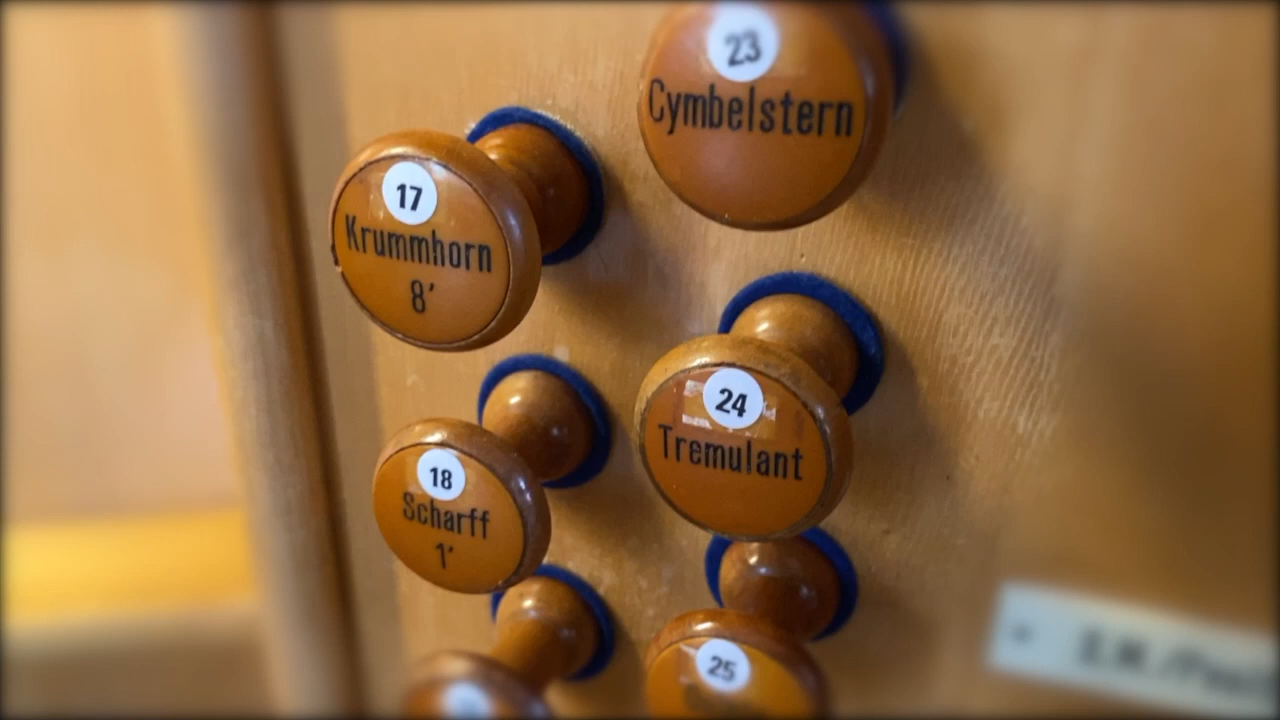 23
Cymbelstern
17
Krummhorn
8'
24
Tremulant
18
Scharff
1'
25